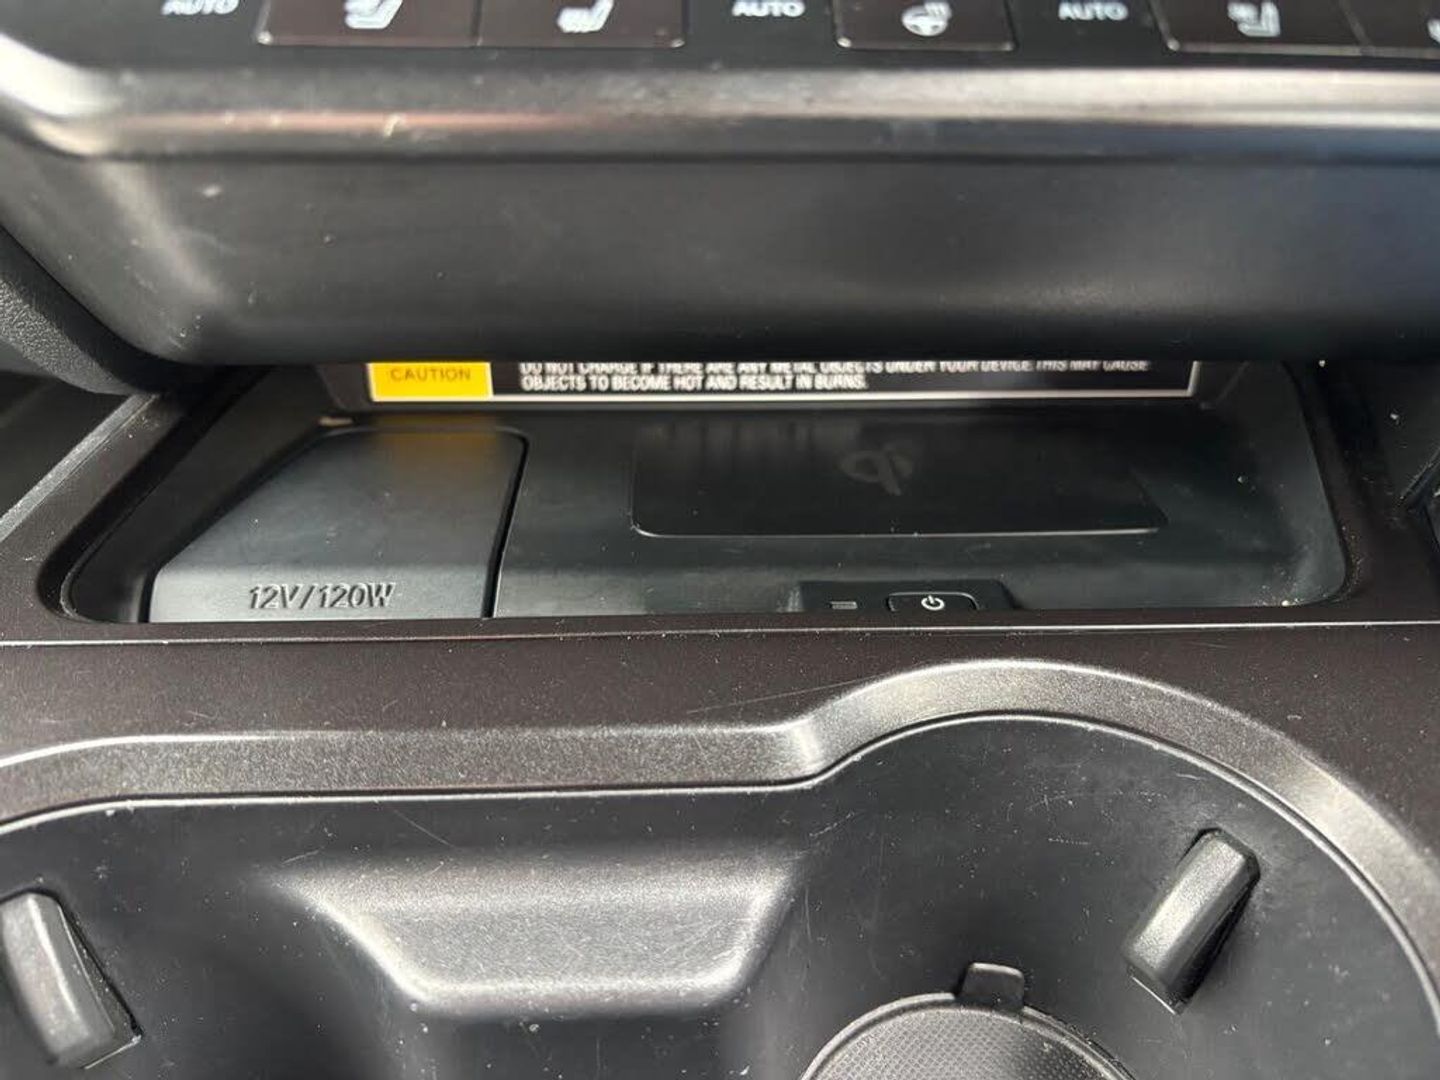 AUTO AUTO AUTO
CAUTION
DO NOT CHARGE IF THERE ARE ANY METAL OBJECTS UNDER YOUR DEVICE. THIS MAY CAUSE
OBJECTS TO BECOME HOT AND RESULT IN BURNS.
qi
12V/120W